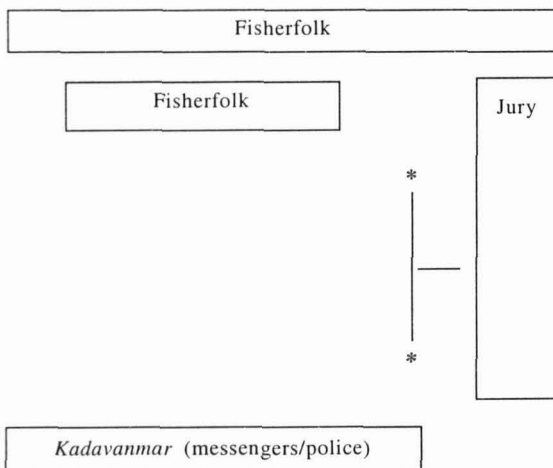 Fisherfolk
Fisherfolk
Jury
*
*
Kadavanmar (messengers/police)